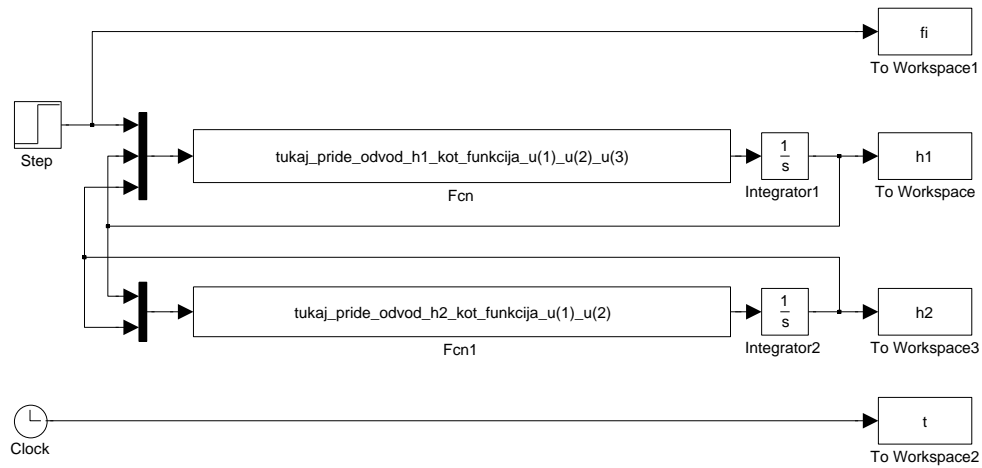 fi
To Workspace1
Step
tukaj_pride_odvod_h1_kot_funkcija_u(1)_u(2)_u(3)
Fcn
1
s
Integrator1
h1
To Workspace
tukaj_pride_odvod_h2_kot_funkcija_u(1)_u(2)
Fcn1
1
s
Integrator2
h2
To Workspace3
Clock
t
To Workspace2